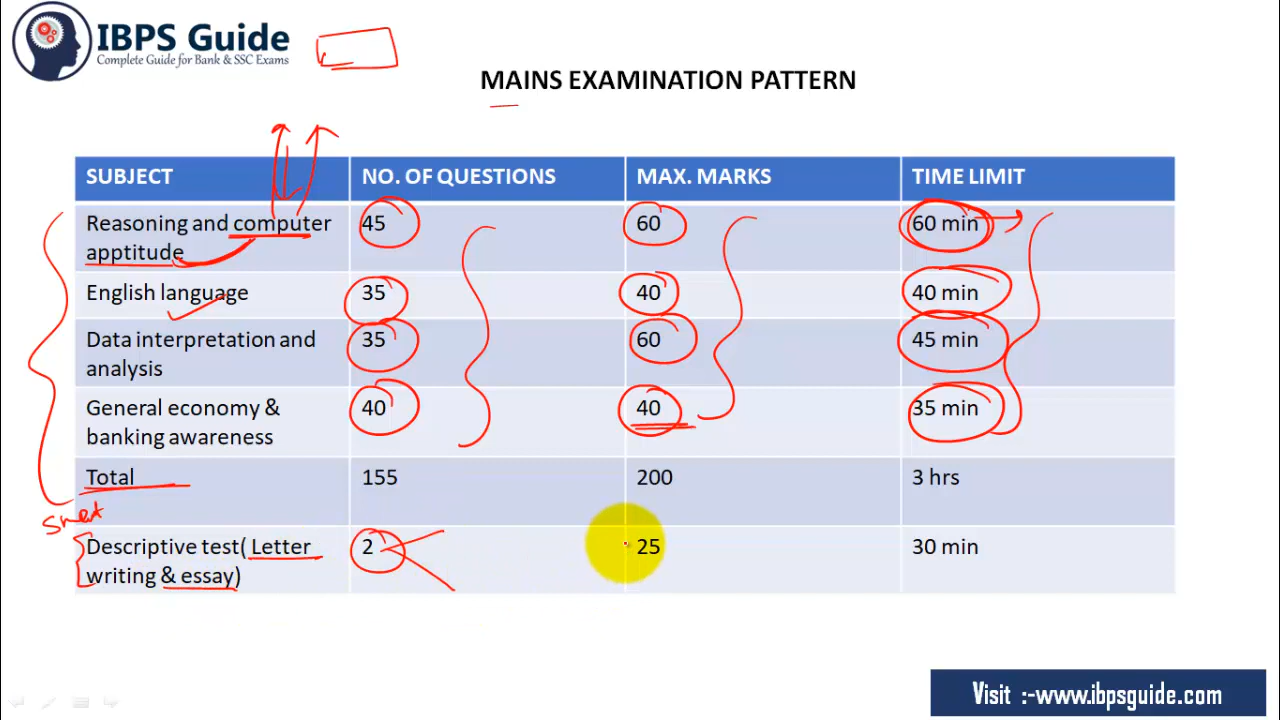 IBPS Guide
Complete Guide for Bank & SSC Exams
MAINS EXAMINATION PATTERN
SUBJECT NO. OF QUESTIONS MAX. MARKS TIME LIMIT
Reasoning and computer 45 60 60 min
apptitude
English language 35 40 40 min
Data interpretation and 35 60 45 min
analysis
General economy & 40 40 35 min
banking awareness
Total 155 200 3 hrs
Descriptive test( Letter 2 25 30 min
writing & essay)
Visit :-www.ibpsguide.com